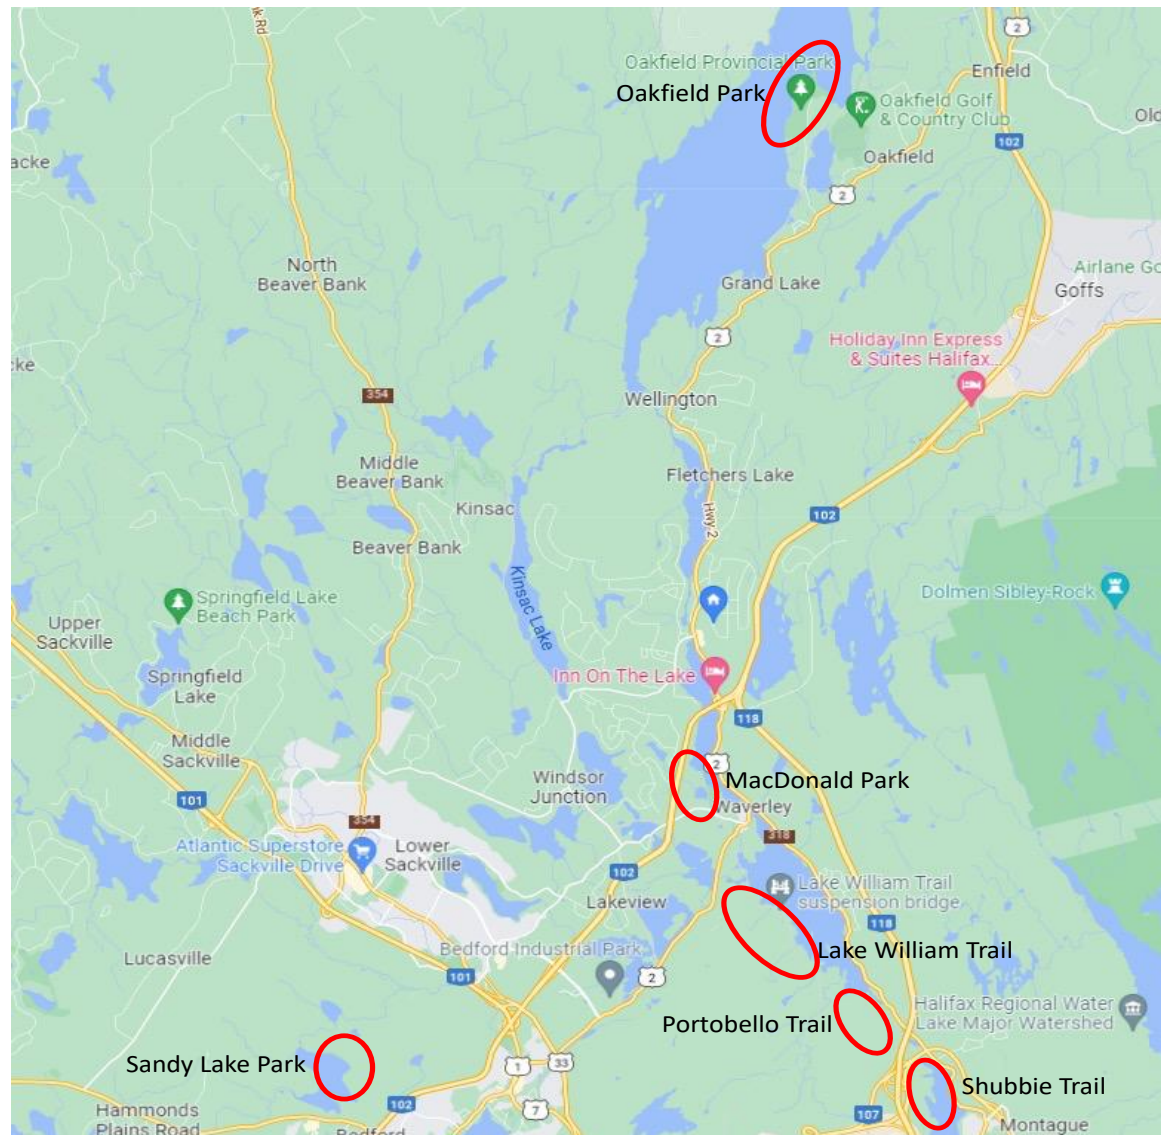 2
Oakfield Provincial Park
Enfield
Oakfield Park
Oakfield Golf
& Country Club
102
Oakfield
acke
2
North
Beaver Bank
Grand Lake
Airlane Go
Goffs
2
Holiday Inn Express
& Suites Halifax...
354
Wellington
Middle
Beaver Bank
Fletchers Lake
Kinsac
Hwy 2
102
Beaver Bank
Kinsac Lake
Dolmen Sibley-Rock
Springfield Lake
Beach Park
Upper
Sackville
Springfield
Lake
Inn On The Lake
118
Middle
Sackville
2
MacDonald Park
Windsor
Junction
Waverley
101
354
318
Atlantic Superstore
Sackville Drive
Lower
Sackville
102
Lake William Trail
suspension bridge
Lakeview
118
Bedford Industrial Park
Lake William Trail
Lucasville
101
2
Halifax Regional Water
Lake Major Watershed
Portobello Trail
Sandy Lake Park
1
33
Shubbie Trail
Hammonds
Plains Road
102
7
107
Montague
Bedford